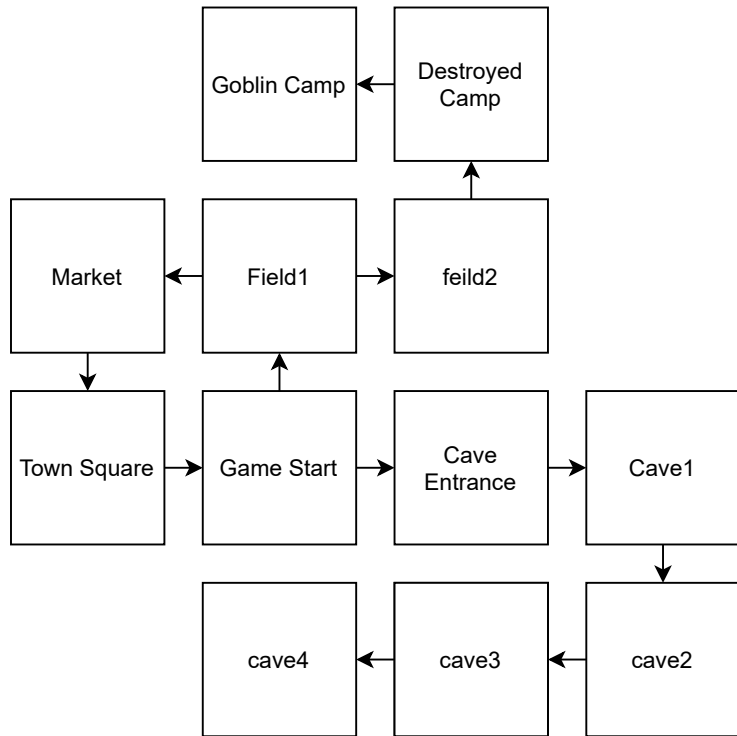 Goblin Camp
Destroyed
Camp
Market
Field1
feild2
Town Square
Game Start
Cave
Entrance
Cave1
cave4
cave3
cave2